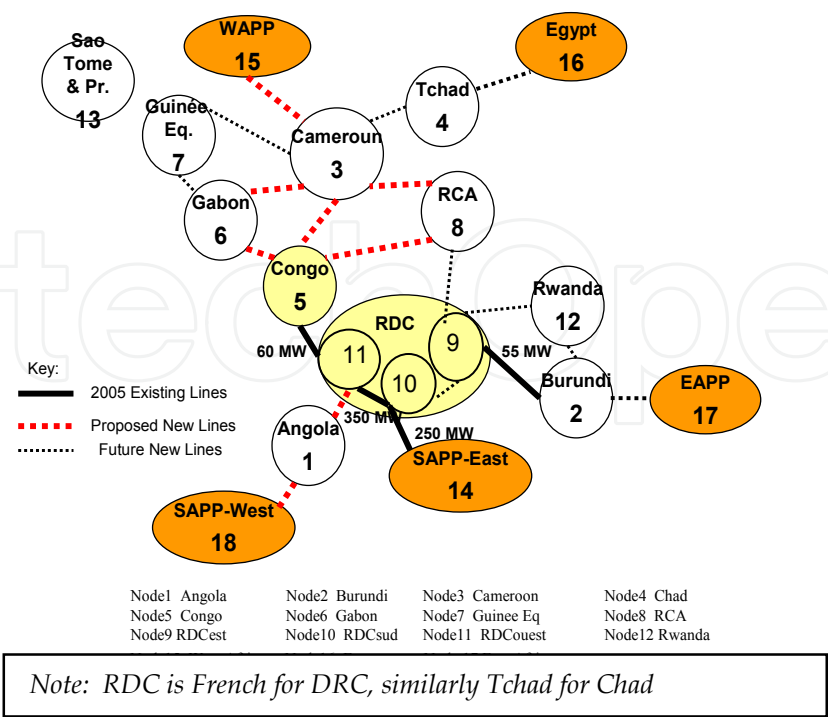 Sao
Tome
& Pr.
13
WAPP
15
Egypt
16
Tchad
4
Guinée
Eq.
7
Cameroun
3
RCA
8
Gabon
6
Congo
5
Rwanda
12
RDC
9
11
10
60 MW
55 MW
350 MW
250 MW
Burundi
2
EAPP
17
Key:
2005 Existing Lines
Proposed New Lines
Future New Lines
Angola
1
SAPP-East
14
SAPP-West
18
Node1 Angola Node2 Burundi Node3 Cameroon Node4 Chad
Node5 Congo Node6 Gabon Node7 Guinee Eq Node8 RCA
Node9 RDCest Node10 RDCsud Node11 RDCouest Node12 Rwanda
Note: RDC is French for DRC, similarly Tchad for Chad